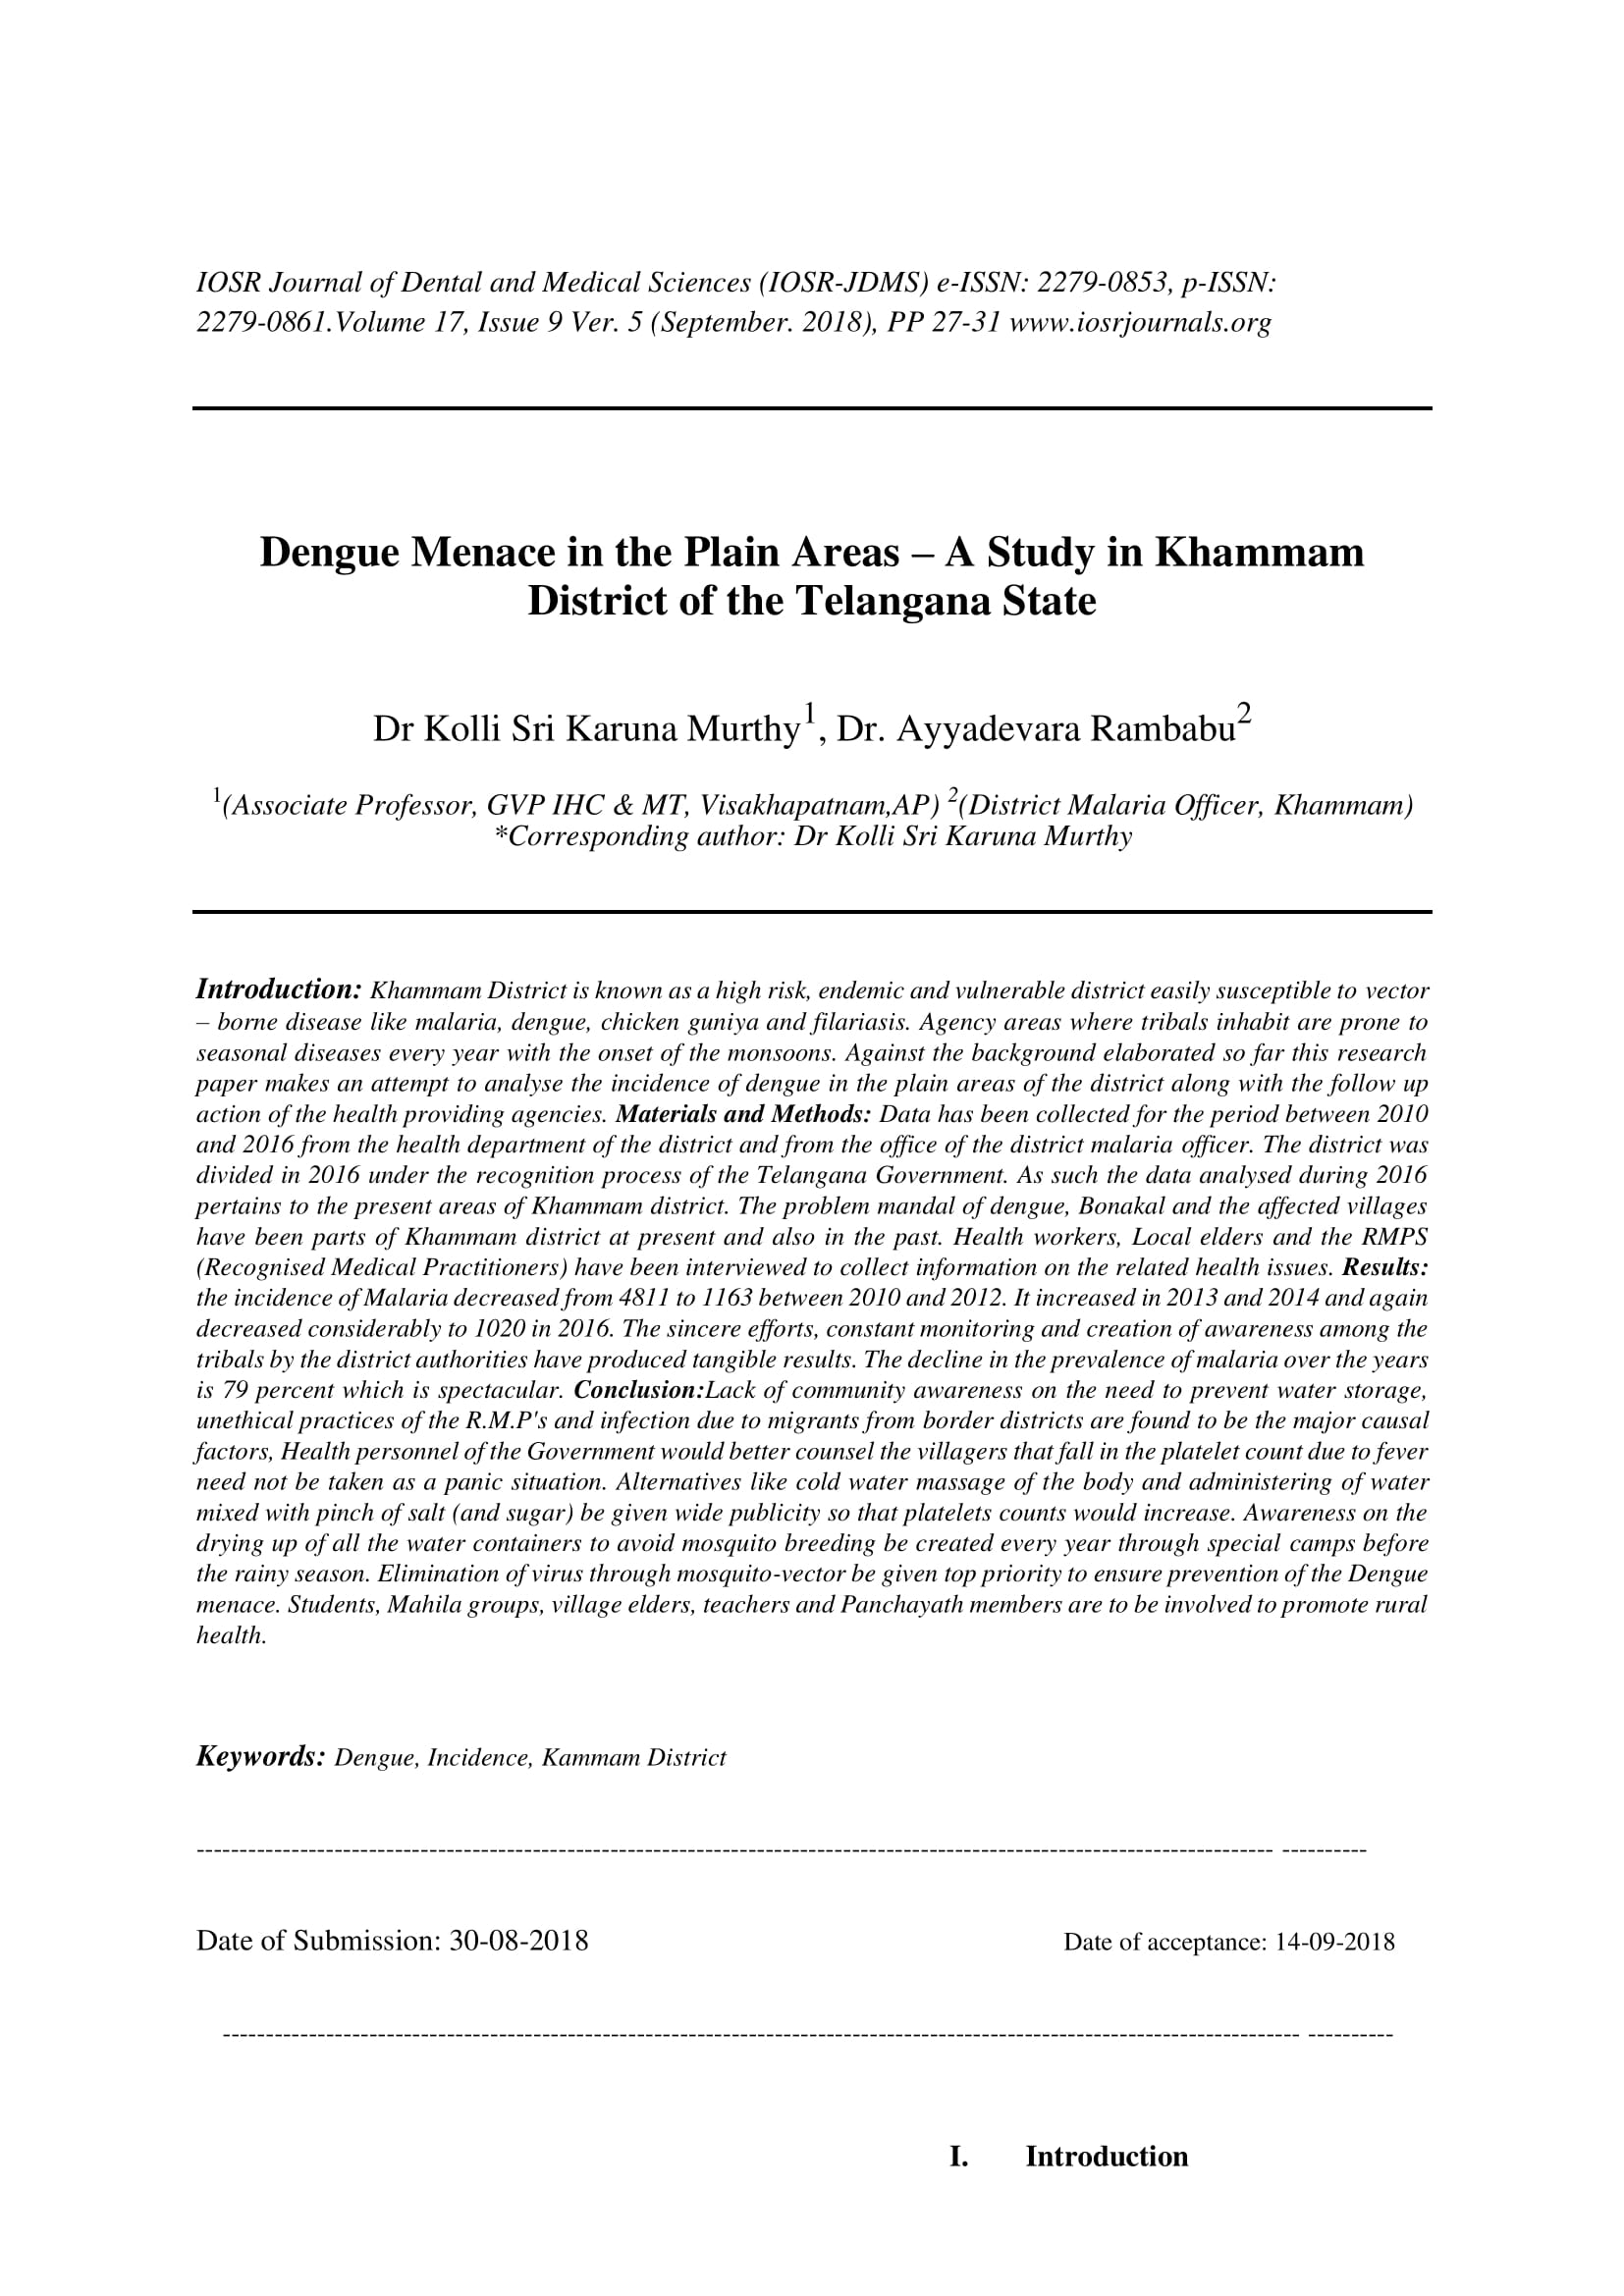 IOSR Journal of Dental and Medical Sciences (IOSR-JDMS) e-ISSN: 2279-0853, p-ISSN:
2279-0861.Volume 17, Issue 9 Ver. 5 (September. 2018), PP 27-31 www.iosrjournals.org
Dengue Menace in the Plain Areas – A Study in Khammam
District of the Telangana State
Dr Kolli Sri Karuna Murthy1, Dr. Ayyadevara Rambabu2
1(Associate Professor, GVP IHC & MT, Visakhapatnam,AP) 2(District Malaria Officer, Khammam)
*Corresponding author: Dr Kolli Sri Karuna Murthy
Introduction: Khammam District is known as a high risk, endemic and vulnerable district easily susceptible to vector
– borne disease like malaria, dengue, chicken guniya and filariasis. Agency areas where tribals inhabit are prone to
seasonal diseases every year with the onset of the monsoons. Against the background elaborated so far this research
paper makes an attempt to analyse the incidence of dengue in the plain areas of the district along with the follow up
action of the health providing agencies. Materials and Methods: Data has been collected for the period between 2010
and 2016 from the health department of the district and from the office of the district malaria officer. The district was
divided in 2016 under the recognition process of the Telangana Government. As such the data analysed during 2016
pertains to the present areas of Khammam district. The problem mandal of dengue, Bonakal and the affected villages
have been parts of Khammam district at present and also in the past. Health workers, Local elders and the RMPS
(Recognised Medical Practitioners) have been interviewed to collect information on the related health issues. Results:
the incidence of Malaria decreased from 4811 to 1163 between 2010 and 2012. It increased in 2013 and 2014 and again
decreased considerably to 1020 in 2016. The sincere efforts, constant monitoring and creation of awareness among the
tribals by the district authorities have produced tangible results. The decline in the prevalence of malaria over the years
is 79 percent which is spectacular. Conclusion:Lack of community awareness on the need to prevent water storage,
unethical practices of the R.M.P's and infection due to migrants from border districts are found to be the major causal
factors, Health personnel of the Government would better counsel the villagers that fall in the platelet count due to fever
need not be taken as a panic situation. Alternatives like cold water massage of the body and administering of water
mixed with pinch of salt (and sugar) be given wide publicity so that platelets counts would increase. Awareness on the
drying up of all the water containers to avoid mosquito breeding be created every year through special camps before
the rainy season. Elimination of virus through mosquito-vector be given top priority to ensure prevention of the Dengue
menace. Students, Mahila groups, village elders, teachers and Panchayath members are to be involved to promote rural
health.
Keywords: Dengue, Incidence, Kammam District
------------------------------------------------------------------------------------------------------------------------------- ----------
Date of Submission: 30-08-2018 Date of acceptance: 14-09-2018
------------------------------------------------------------------------------------------------------------------------------- ----------
I. Introduction